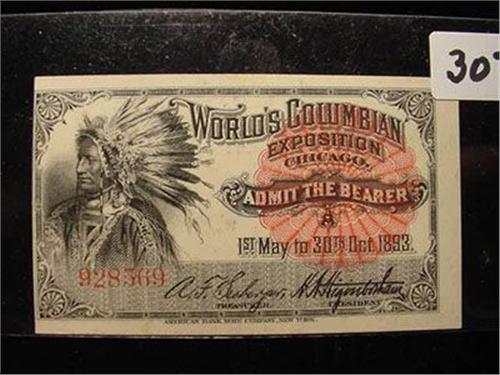 30
WORLD'S COLUMBIAN
EXPOSITION
CHICAGO.
ADMIT THE BEARER
A
1ST May to 30TH Oct. 1893.
928569
TREASURER
PRESIDENT
AMERICAN BANK NOTE COMPANY, NEW YORK.